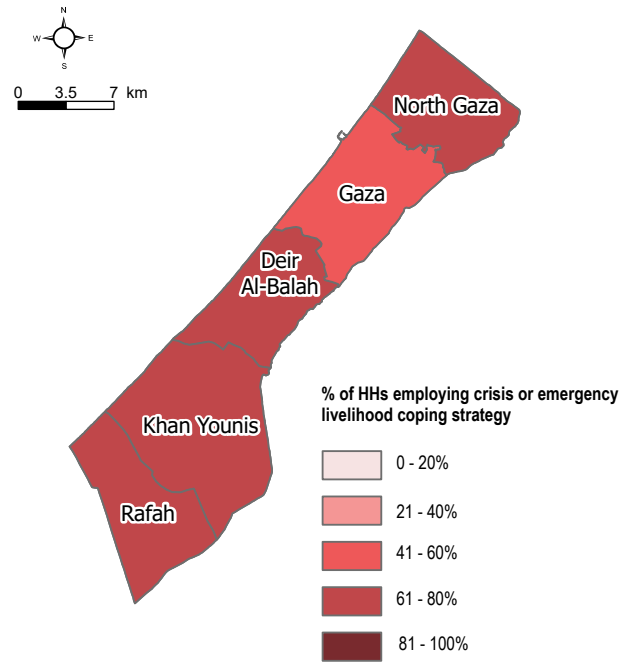 N
W E
S
0 3.5 7 km
North Gaza
Gaza
Deir
Al-Balah
Khan Younis
Rafah
% of HHs employing crisis or emergency
livelihood coping strategy
0 - 20%
21 - 40%
41 - 60%
61 - 80%
81 - 100%